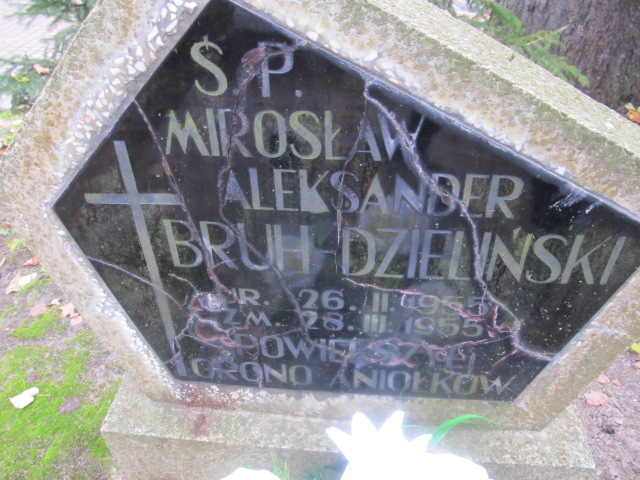 Ś P.
MIROSŁAW
ALEKSANDER
BRUH-DZIELIŃSKI
UR. 26. II. 1955
ZM. 28. III. 1955
POWIĘKSZYŁ
GRONO ANIOŁKÓW